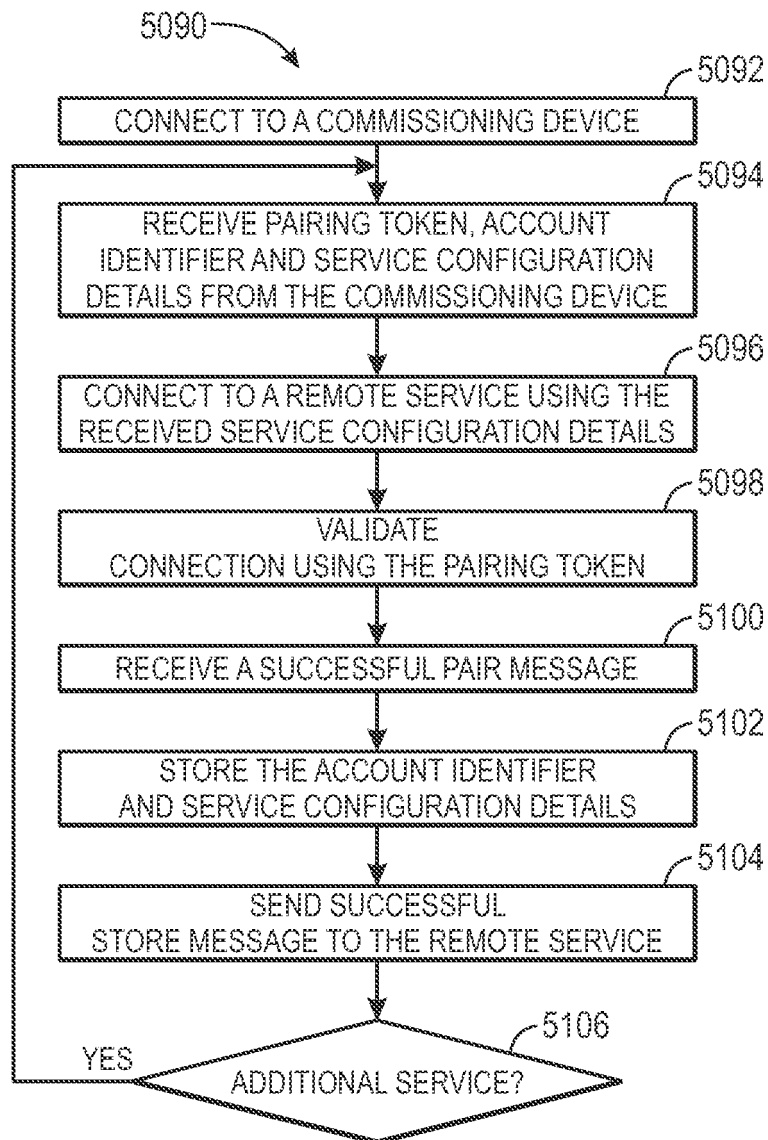 5090
5092
CONNECT TO A COMMISSIONING DEVICE
5094
RECEIVE PAIRING TOKEN, ACCOUNT
IDENTIFIER AND SERVICE CONFIGURATION
DETAILS FROM THE COMMISSIONING DEVICE
5096
CONNECT TO A REMOTE SERVICE USING THE
RECEIVED SERVICE CONFIGURATION DETAILS
5098
VALIDATE
CONNECTION USING THE PAIRING TOKEN
5100
RECEIVE A SUCCESSFUL PAIR MESSAGE
5102
STORE THE ACCOUNT IDENTIFIER
AND SERVICE CONFIGURATION DETAILS
5104
SEND SUCCESSFUL
STORE MESSAGE TO THE REMOTE SERVICE
5106
YES
ADDITIONAL SERVICE?